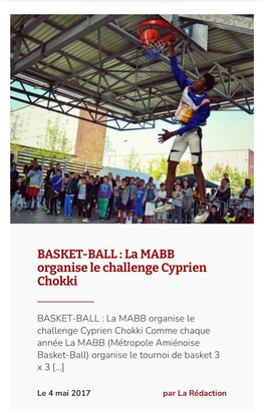 BASKET-BALL : La MABB
organise le challenge Cyprien
Chokki
BASKET-BALL : La MABB organise le
challenge Cyprien Chokki Comme chaque
année La MABB (Métropole Amiénoise
Basket-Ball) organise le tournoi de basket 3
x 3 [...]
Le 4 mai 2017
par La Rédaction